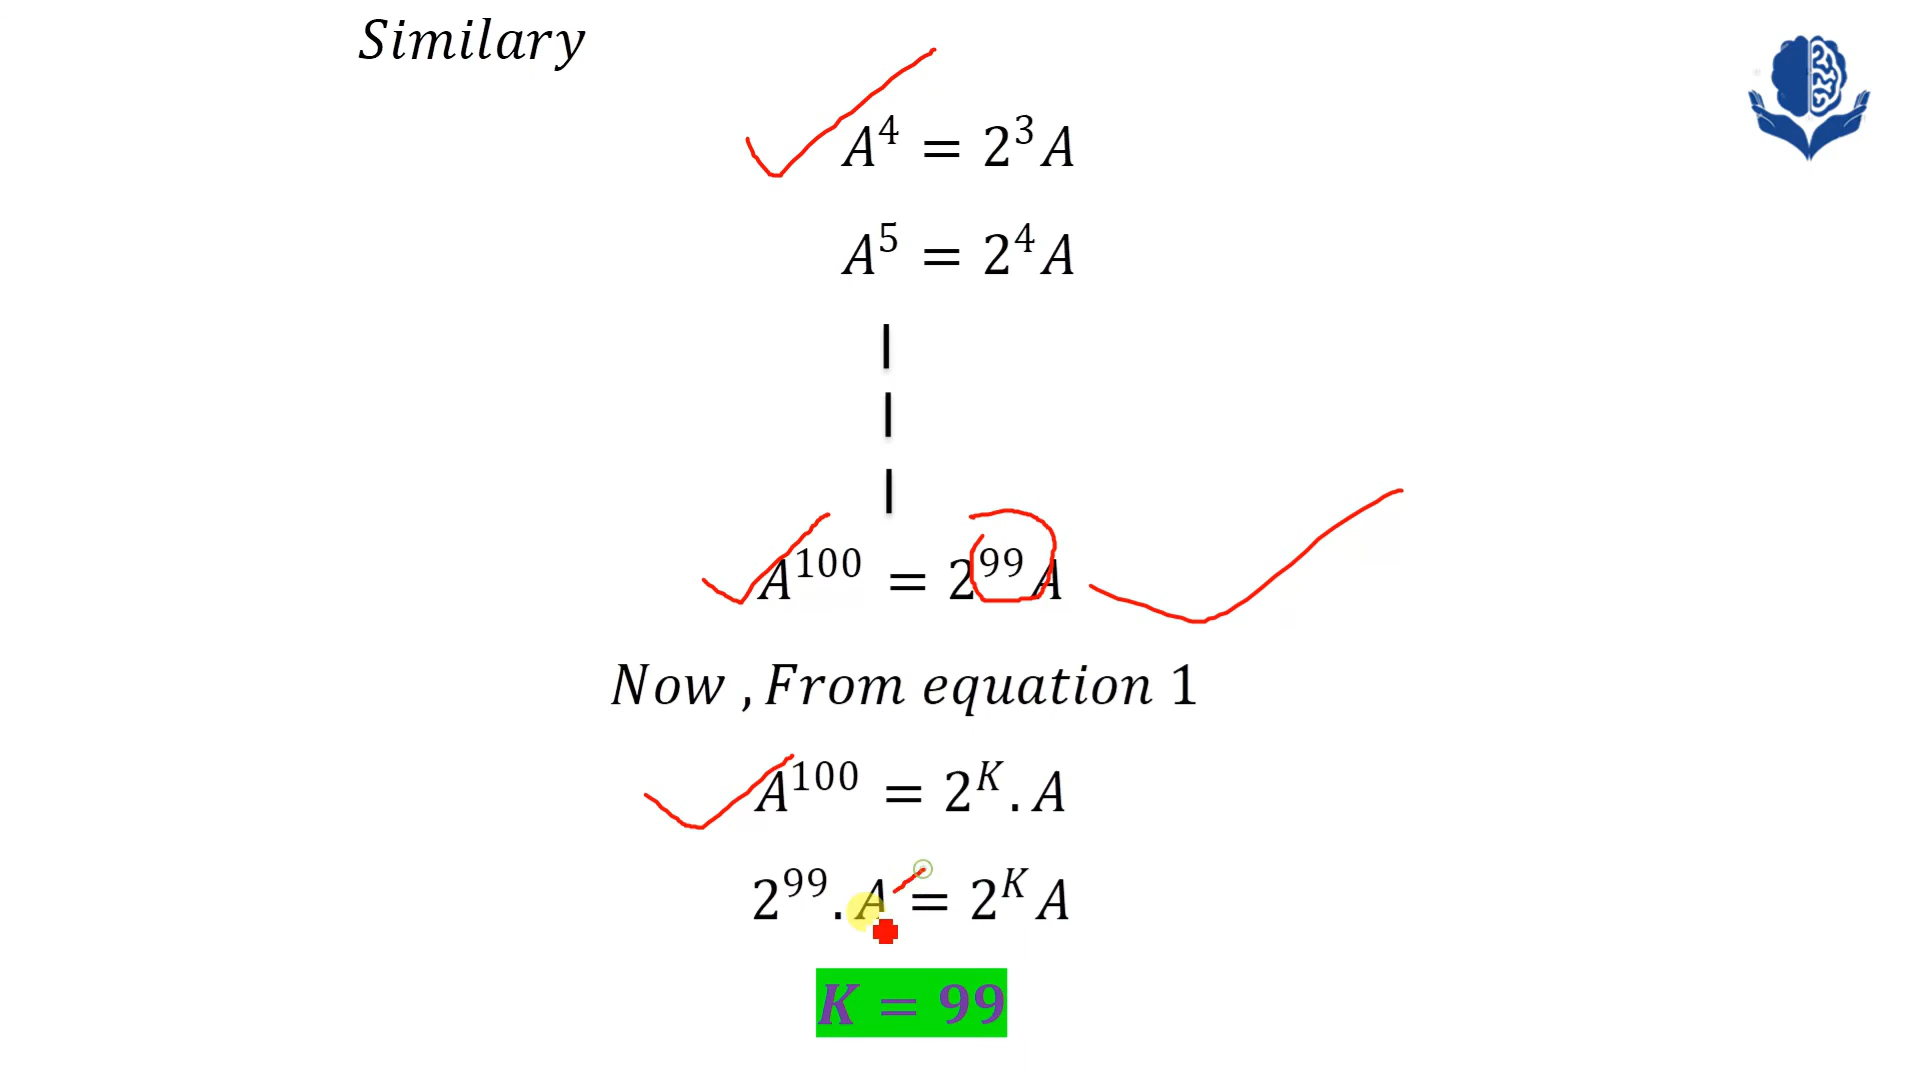 Similary
A⁴ = 2³A
A⁵ = 2⁴A
A¹⁰⁰ = 2⁹⁹A
Now , From equation 1
A¹⁰⁰ = 2ᴷ. A
2⁹⁹. A = 2ᴷA
K = 99